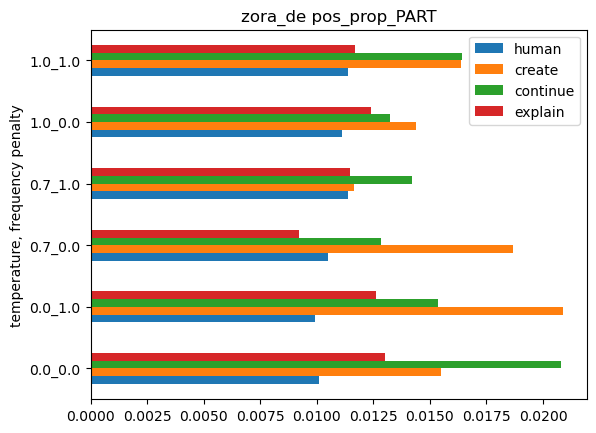 zora_de pos_prop_PART
human
create
continue
explain
temperature, frequency penalty
1.0_1.0
1.0_0.0
0.7_1.0
0.7_0.0
0.0_1.0
0.0_0.0
0.0000 0.0025 0.0050 0.0075 0.0100 0.0125 0.0150 0.0175 0.0200